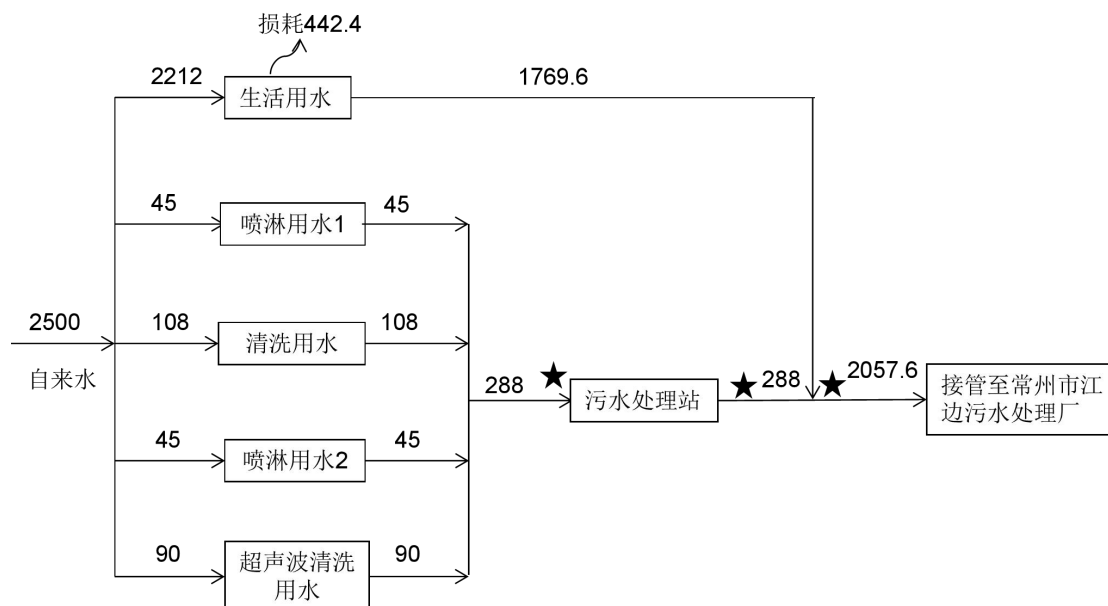 损耗442.4
2212
生活用水
1769.6
45
喷淋用水1
45
2500
自来水
108
清洗用水
108
288
污水处理站
288
2057.6
接管至常州市江
边污水处理厂
45
喷淋用水2
45
90
超声波清洗
用水
90